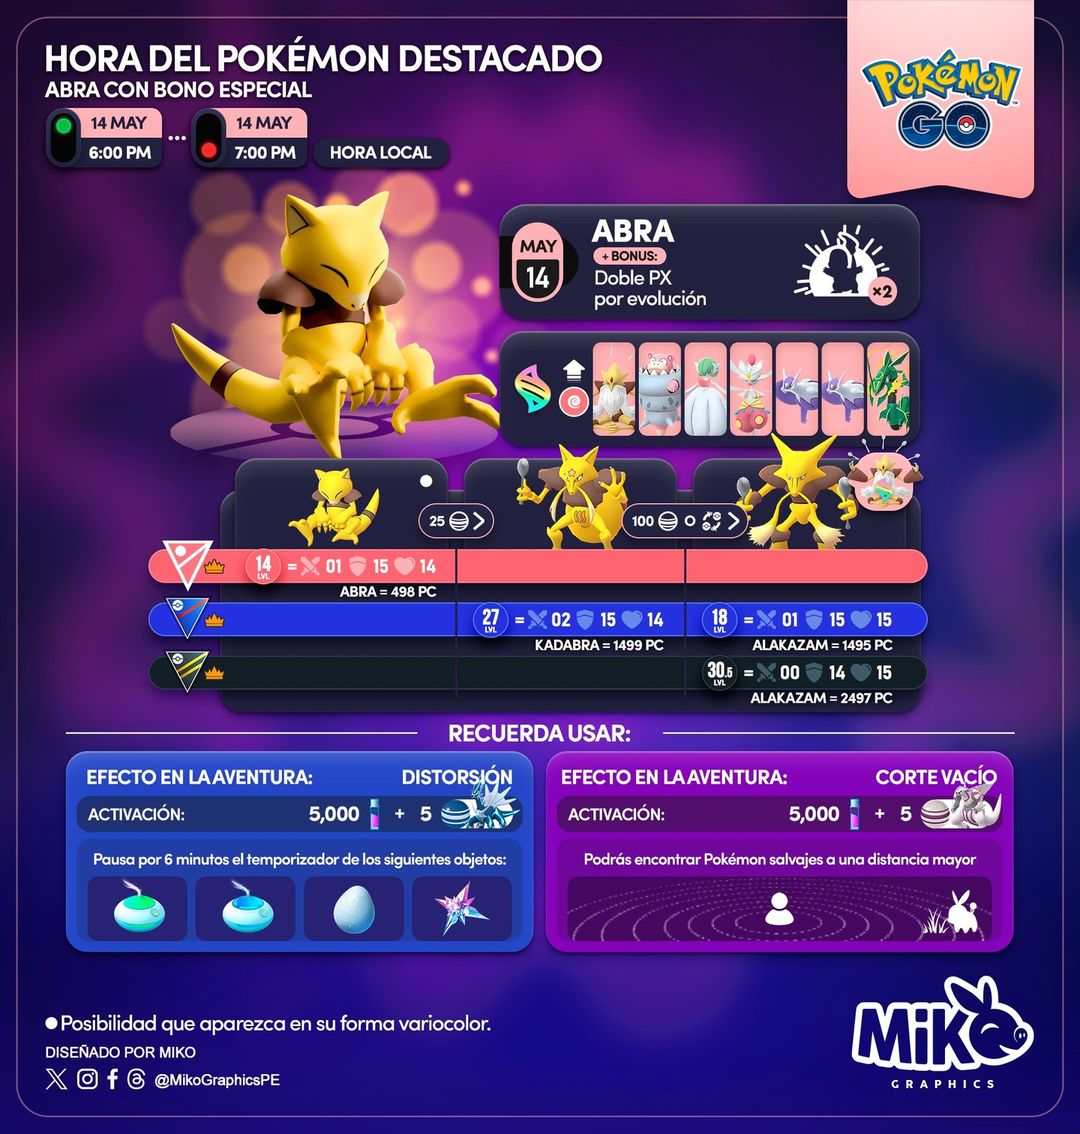 HORA DEL POKÉMON DESTACADO
ABRA CON BONO ESPECIAL
14 MAY
6:00 PM
...
14 MAY
7:00 PM
HORA LOCAL
POKÉMON
GO
MAY
14
ABRA
+ BONUS:
Doble PX
por evolución
×2
25
100 O
14 LVL = 01 15 14
ABRA = 498 PC
27 LVL = 02 15 14
KADABRA = 1499 PC
18 LVL = 01 15 15
ALAKAZAM = 1495 PC
30.5 LVL = 00 14 15
ALAKAZAM = 2497 PC
RECUERDA USAR:
EFECTO EN LA AVENTURA: DISTORSIÓN
ACTIVACIÓN: 5,000 + 5
Pausa por 6 minutos el temporizador de los siguientes objetos:
EFECTO EN LA AVENTURA: CORTE VACÍO
ACTIVACIÓN: 5,000 + 5
Podrás encontrar Pokémon salvajes a una distancia mayor
Posibilidad que aparezca en su forma variocolor.
DISEÑADO POR MIKO
@MikoGraphicsPE
MiKO
GRAPHICS